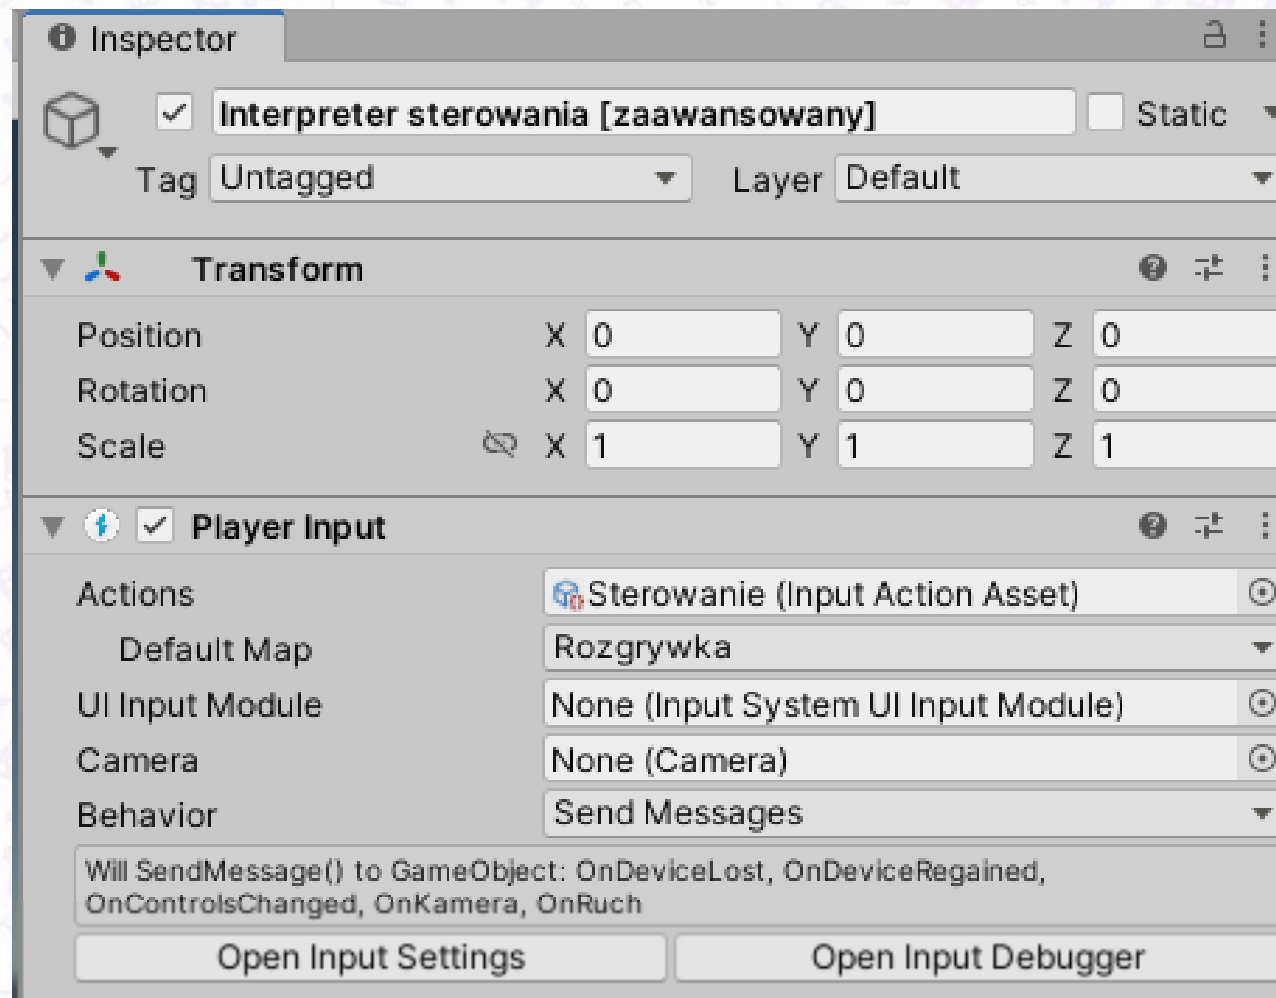 Inspector
Interpreter sterowania [zaawansowany] Static
Tag Untagged Layer Default
Transform
Position X 0 Y 0 Z 0
Rotation X 0 Y 0 Z 0
Scale X 1 Y 1 Z 1
Player Input
Actions Sterowanie (Input Action Asset)
Default Map Rozgrywka
UI Input Module None (Input System UI Input Module)
Camera None (Camera)
Behavior Send Messages
Will SendMessage() to GameObject: OnDeviceLost, OnDeviceRegained,
OnControlsChanged, OnKamera, OnRuch
Open Input Settings Open Input Debugger